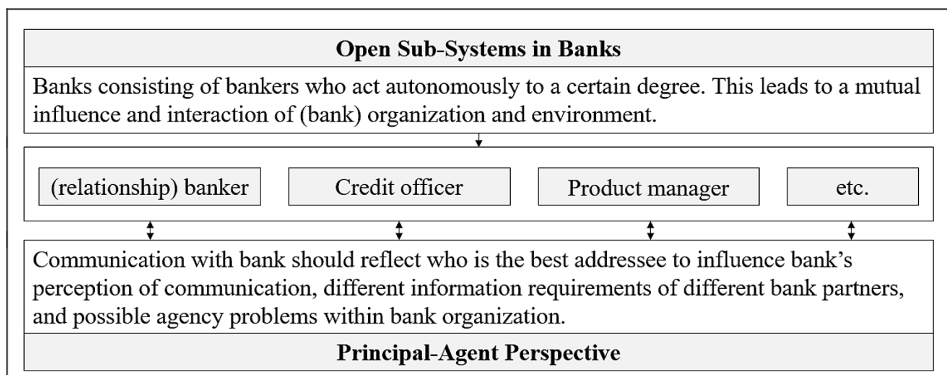 Open Sub-Systems in Banks
Banks consisting of bankers who act autonomously to a certain degree. This leads to a mutual
influence and interaction of (bank) organization and environment.
(relationship) banker
Credit officer
Product manager
etc.
Communication with bank should reflect who is the best addressee to influence bank's
perception of communication, different information requirements of different bank partners,
and possible agency problems within bank organization.
Principal-Agent Perspective